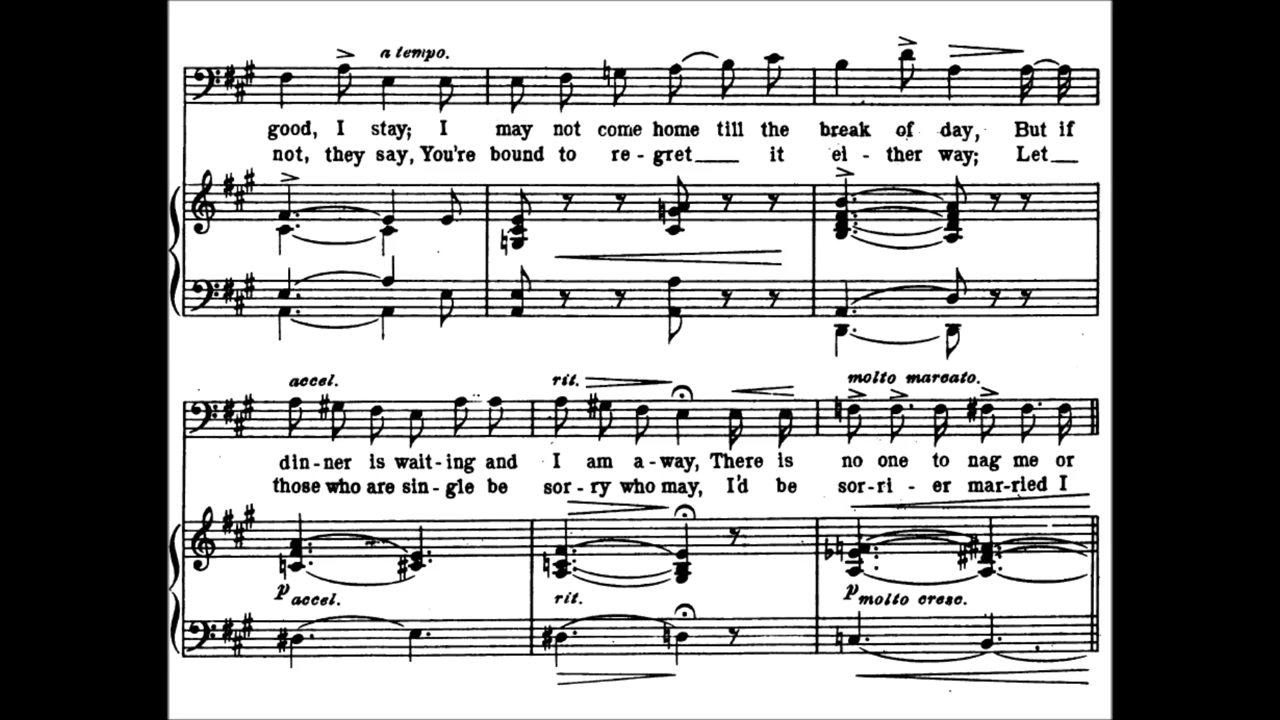 a tempo.
good, I stay; I may not come home till the break of day, But if
not, they say, You're bound to re - gret it ei - ther way; Let
accel. rit. molto marcato.
din - ner is wait - ing and I am a - way, There is no one to nag me or
those who are sin - gle be sor - ry who may, I'd be sor - ri - er mar - ried I
p accel. rit. p molto cresc.